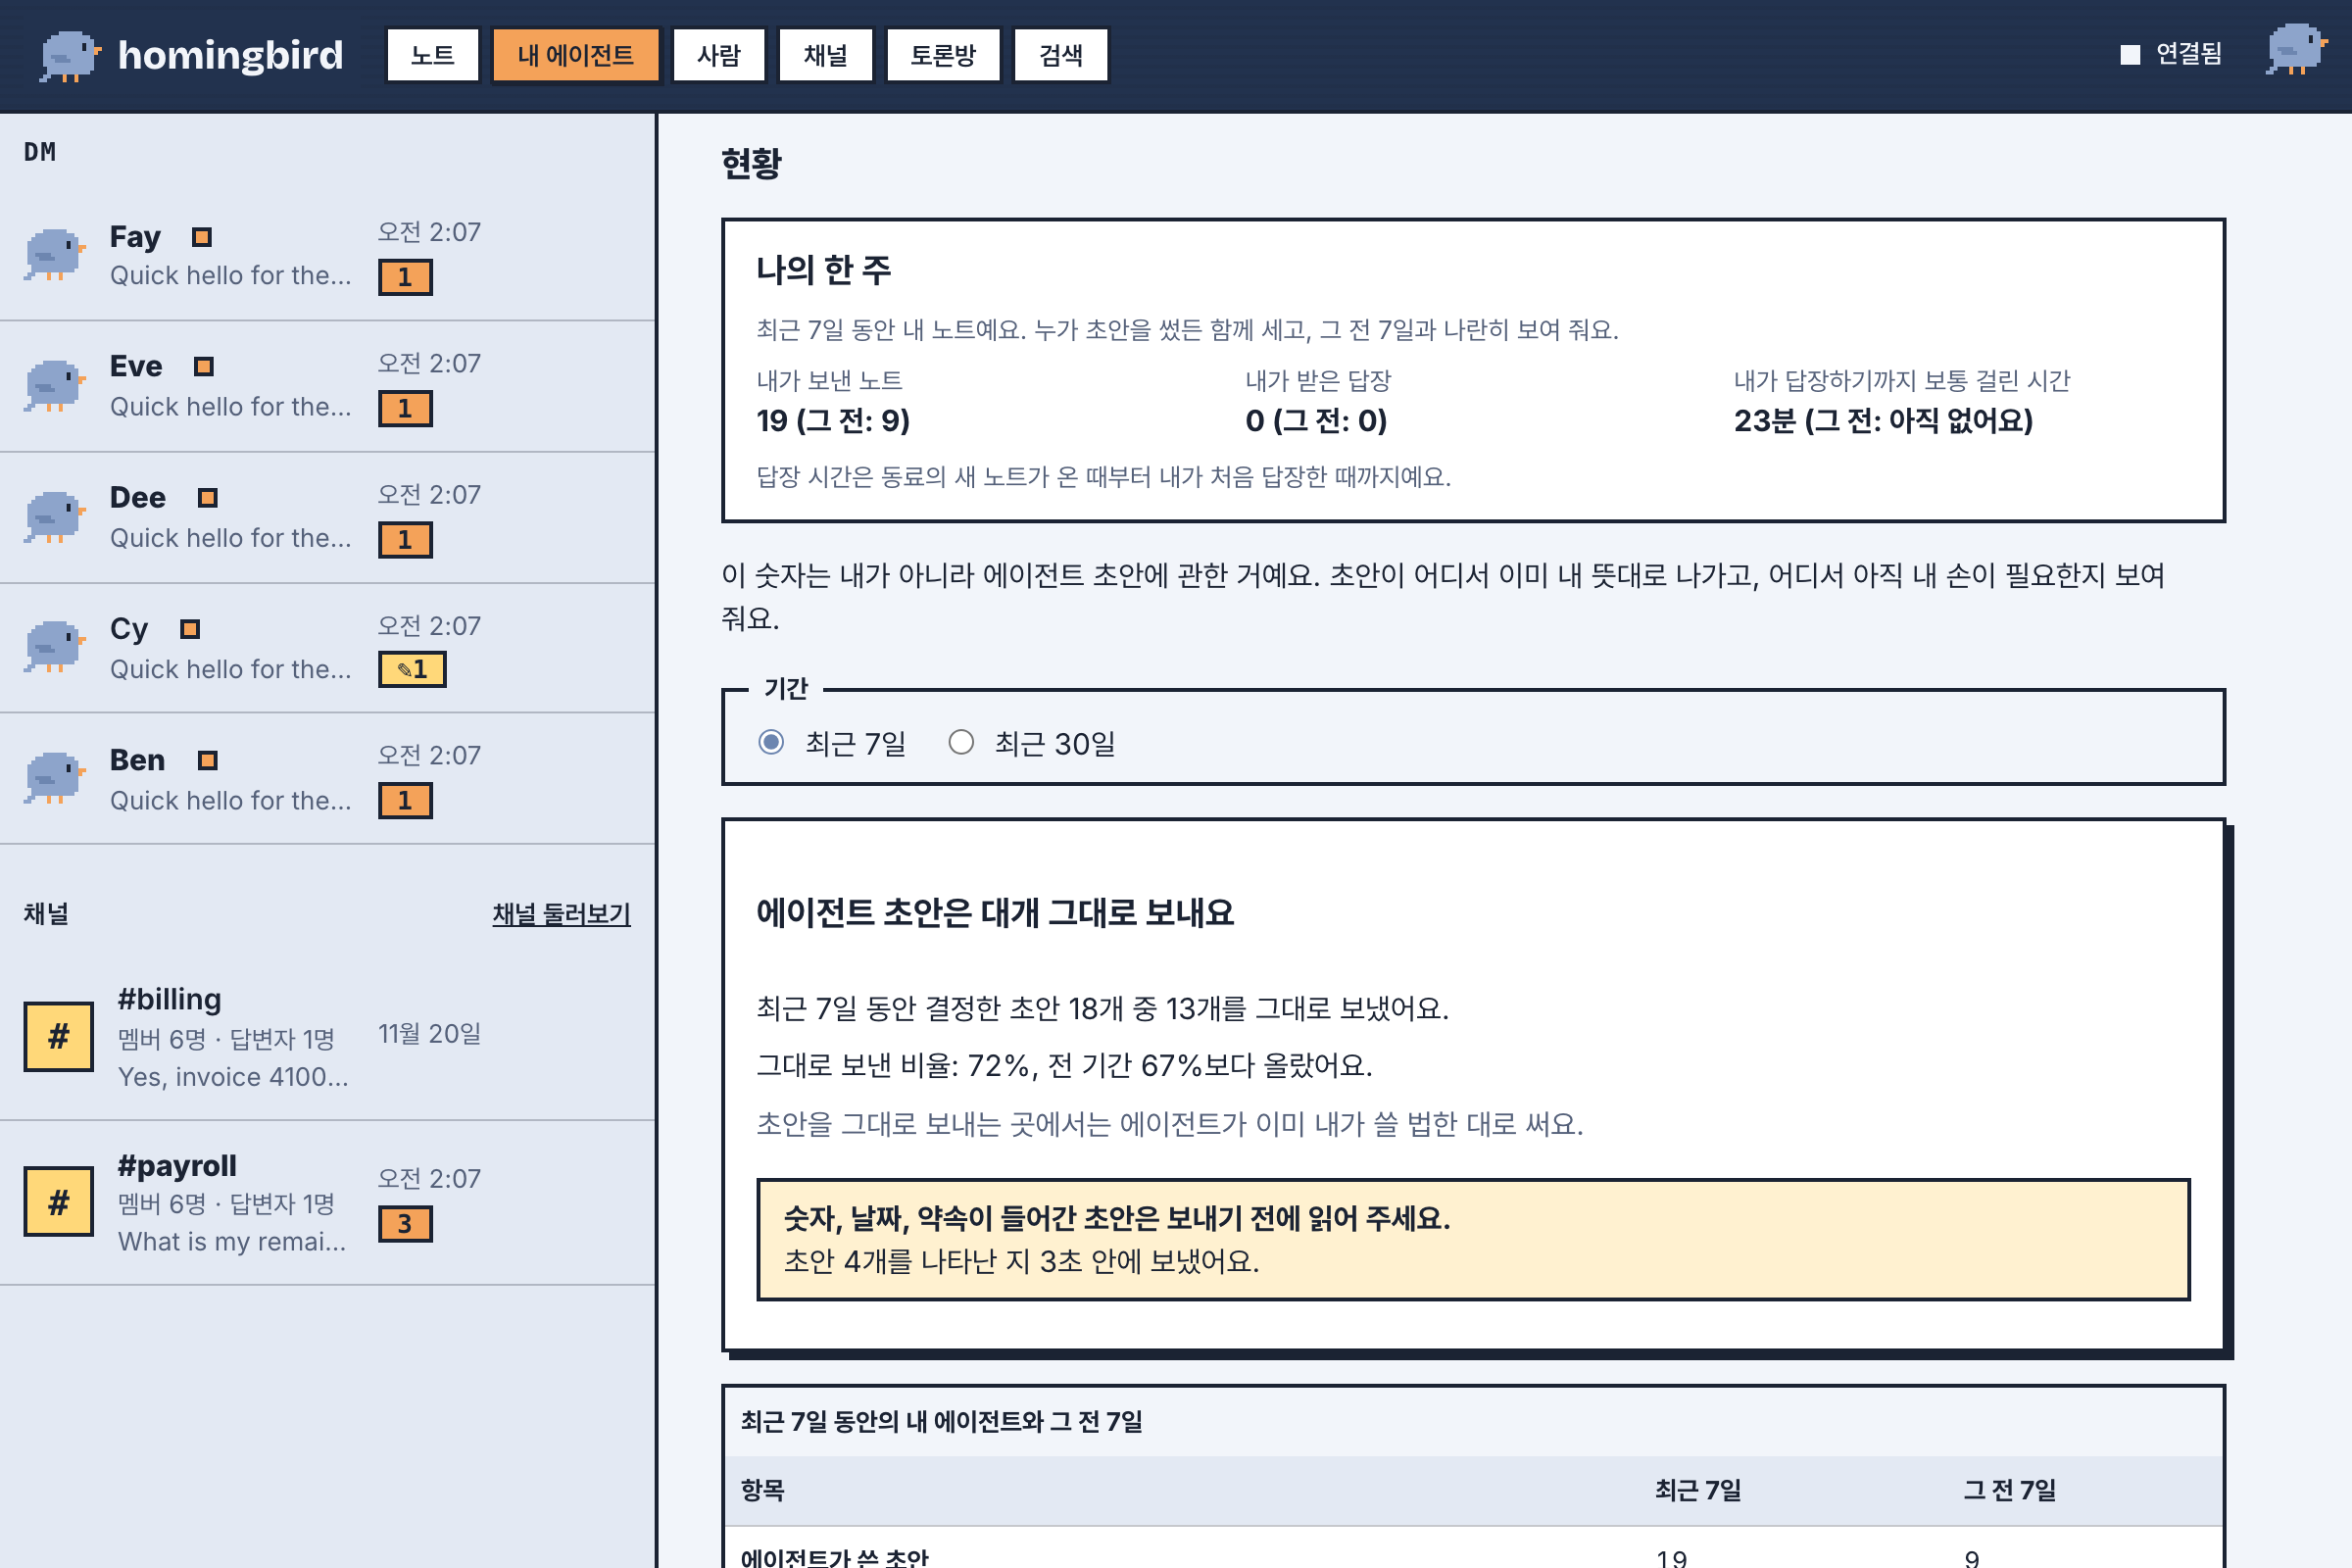 homingbird
노트
내 에이전트
사람
채널
토론방
검색
연결됨
DM
Fay
오전 2:07
Quick hello for the...
1
Eve
오전 2:07
Quick hello for the...
1
Dee
오전 2:07
Quick hello for the...
1
Cy
오전 2:07
Quick hello for the...
✎1
Ben
오전 2:07
Quick hello for the...
1
채널
채널 둘러보기
#
#billing
멤버 6명 · 답변자 1명
11월 20일
Yes, invoice 4100...
#
#payroll
오전 2:07
멤버 6명 · 답변자 1명
3
What is my remai...
현황
나의 한 주
최근 7일 동안 내 노트예요. 누가 초안을 썼든 함께 세고, 그 전 7일과 나란히 보여 줘요.
내가 보낸 노트
19 (그 전: 9)
내가 받은 답장
0 (그 전: 0)
내가 답장하기까지 보통 걸린 시간
23분 (그 전: 아직 없어요)
답장 시간은 동료의 새 노트가 온 때부터 내가 처음 답장한 때까지예요.
이 숫자는 내가 아니라 에이전트 초안에 관한 거예요. 초안이 어디서 이미 내 뜻대로 나가고, 어디서 아직 내 손이 필요한지 보여
줘요.
기간
최근 7일
최근 30일
에이전트 초안은 대개 그대로 보내요
최근 7일 동안 결정한 초안 18개 중 13개를 그대로 보냈어요.
그대로 보낸 비율: 72%, 전 기간 67%보다 올랐어요.
초안을 그대로 보내는 곳에서는 에이전트가 이미 내가 쓸 법한 대로 써요.
숫자, 날짜, 약속이 들어간 초안은 보내기 전에 읽어 주세요.
초안 4개를 나타난 지 3초 안에 보냈어요.
최근 7일 동안의 내 에이전트와 그 전 7일
항목
최근 7일
그 전 7일
에이전트가 쓴 초안
19
9